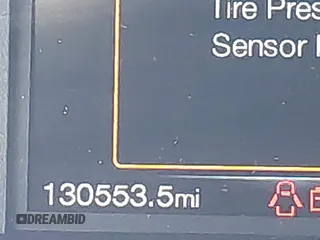 Tire Pres
Sensor
130553.5mi
DREAMBID